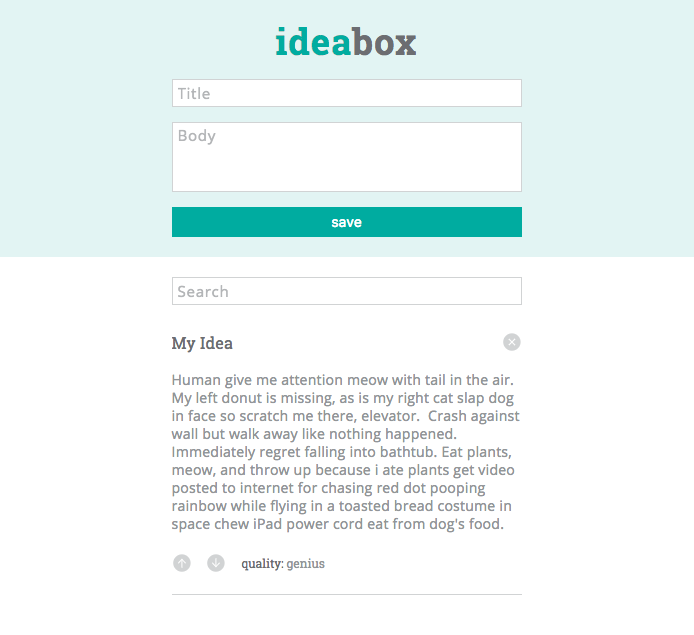 ideabox
Title
Body
save
Search
My Idea
Human give me attention meow with tail in the air.
My left donut is missing, as is my right cat slap dog
in face so scratch me there, elevator.  Crash against
wall but walk away like nothing happened.
Immediately regret falling into bathtub. Eat plants,
meow, and throw up because i ate plants get video
posted to internet for chasing red dot pooping
rainbow while flying in a toasted bread costume in
space chew iPad power cord eat from dog's food.
quality: genius